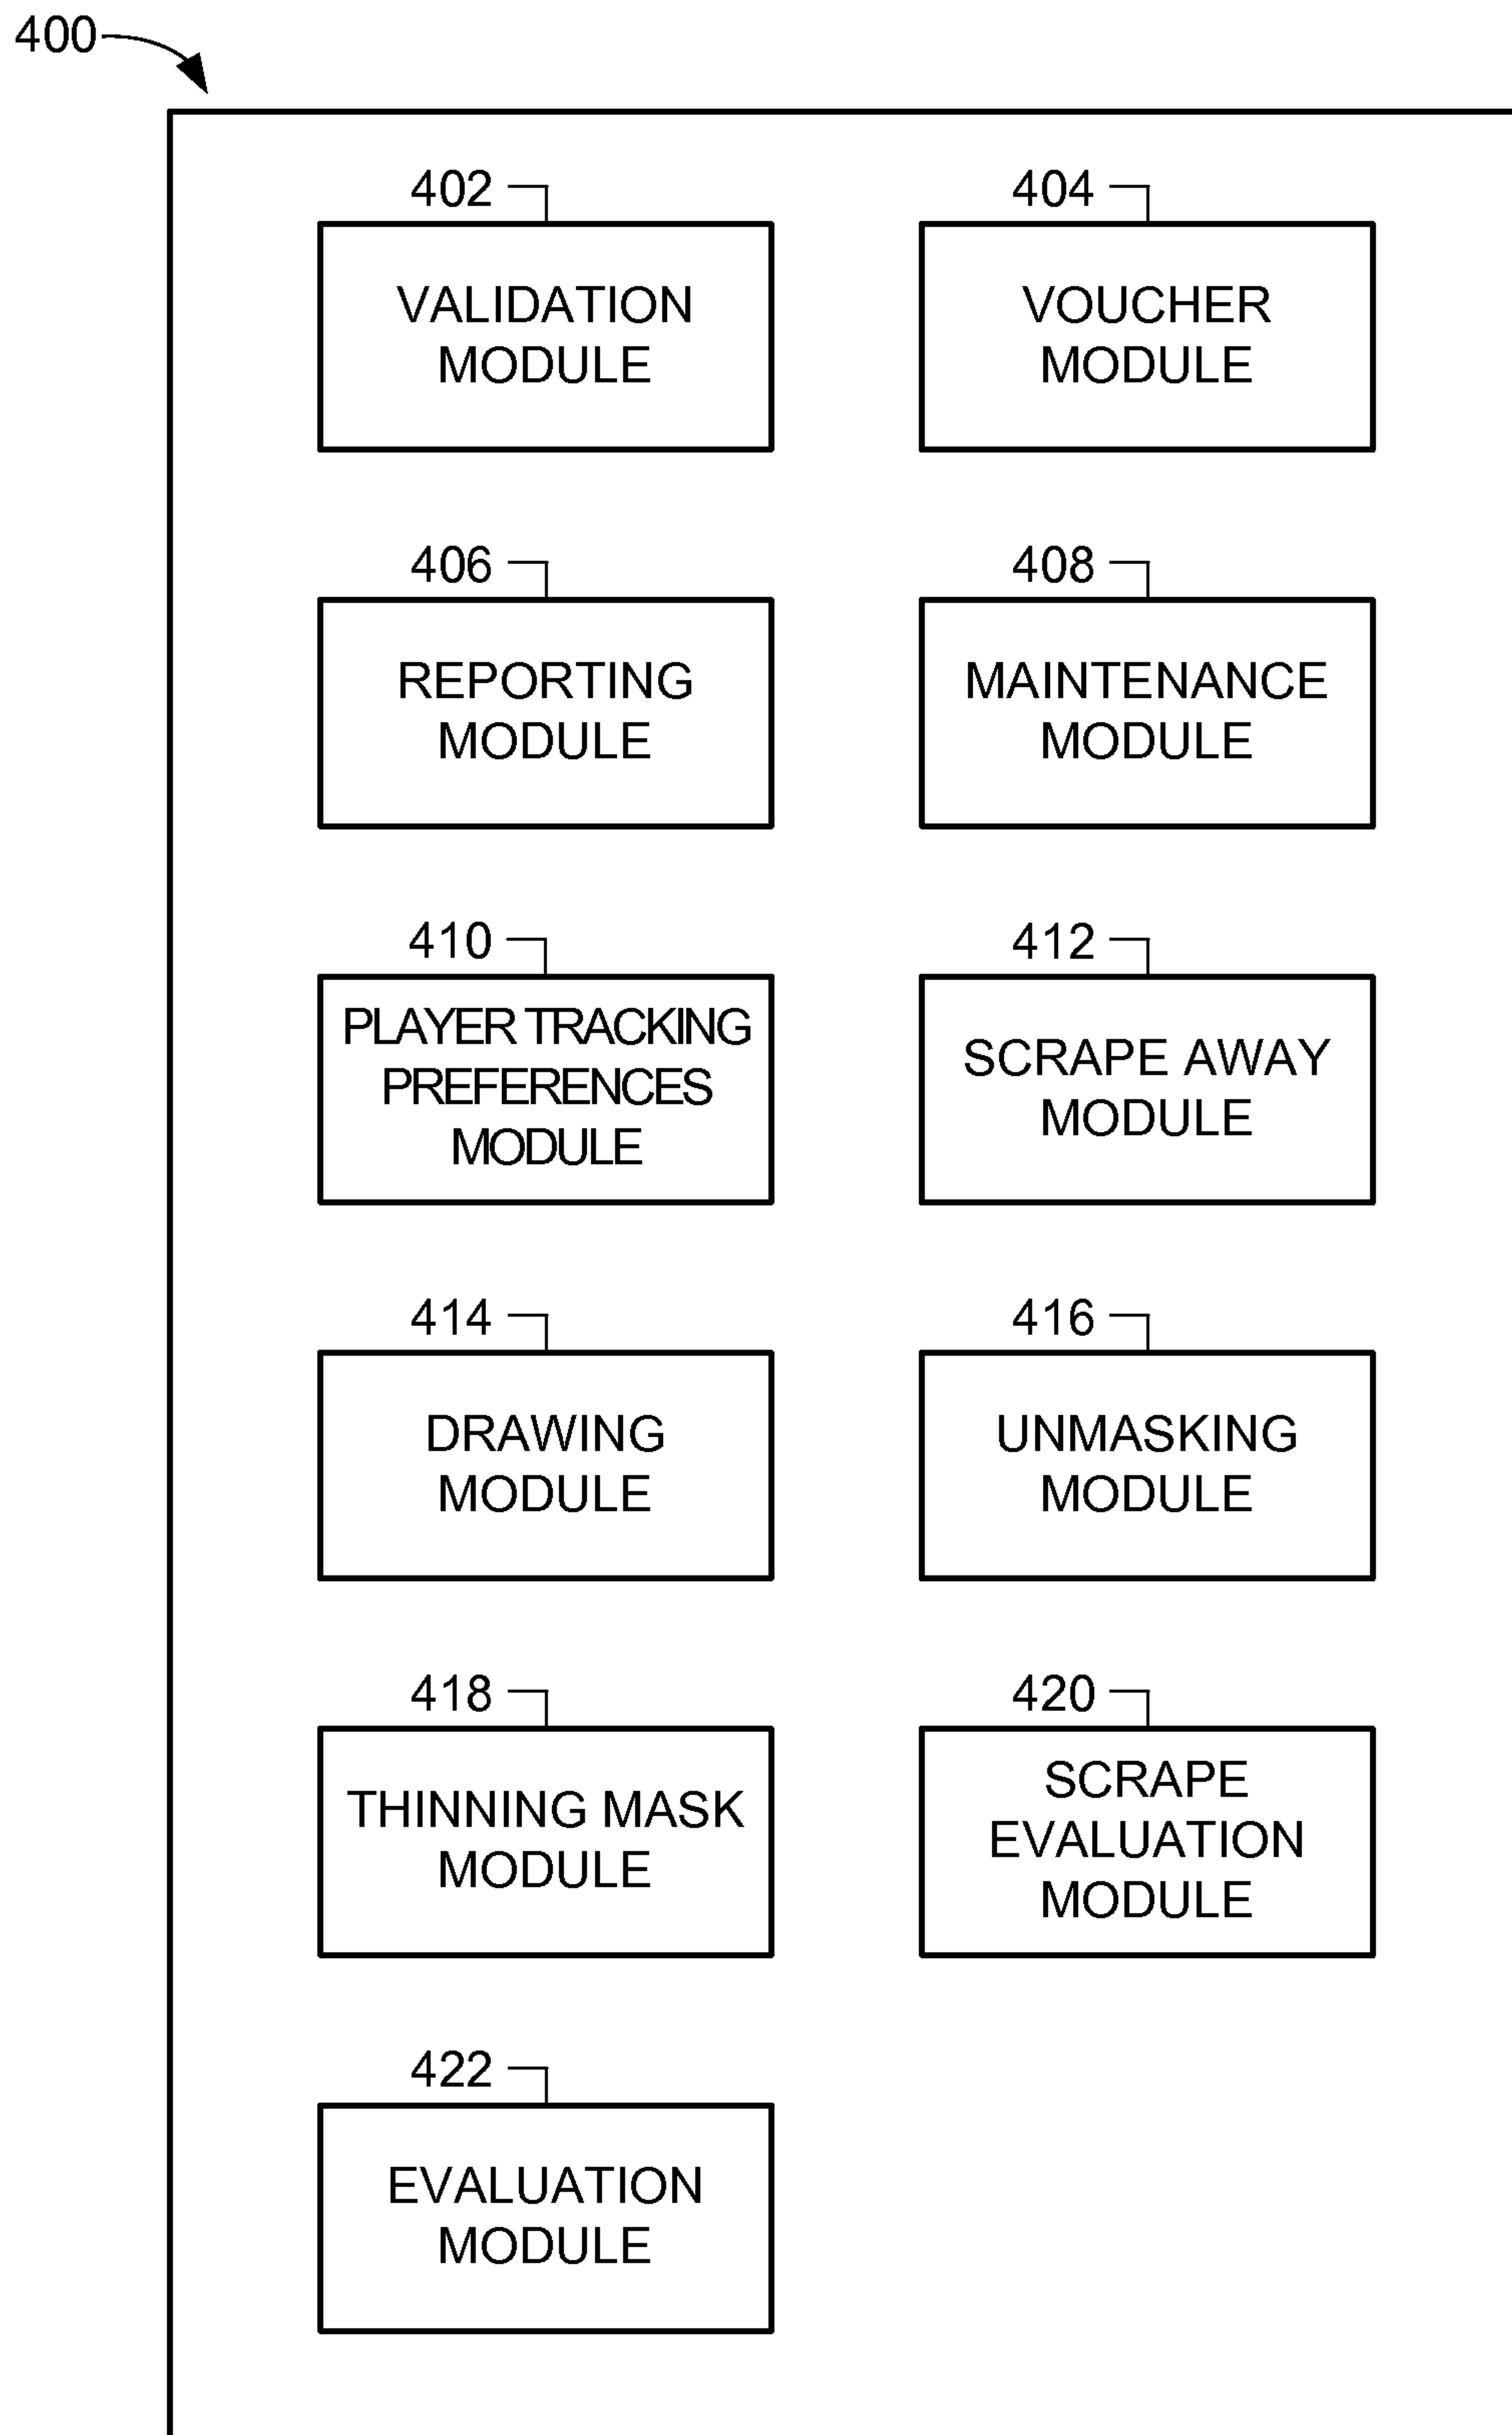 400
402
VALIDATION
MODULE
404
VOUCHER
MODULE
406
REPORTING
MODULE
408
MAINTENANCE
MODULE
410
PLAYER TRACKING
PREFERENCES
MODULE
412
SCRAPE AWAY
MODULE
414
DRAWING
MODULE
416
UNMASKING
MODULE
418
THINNING MASK
MODULE
420
SCRAPE
EVALUATION
MODULE
422
EVALUATION
MODULE